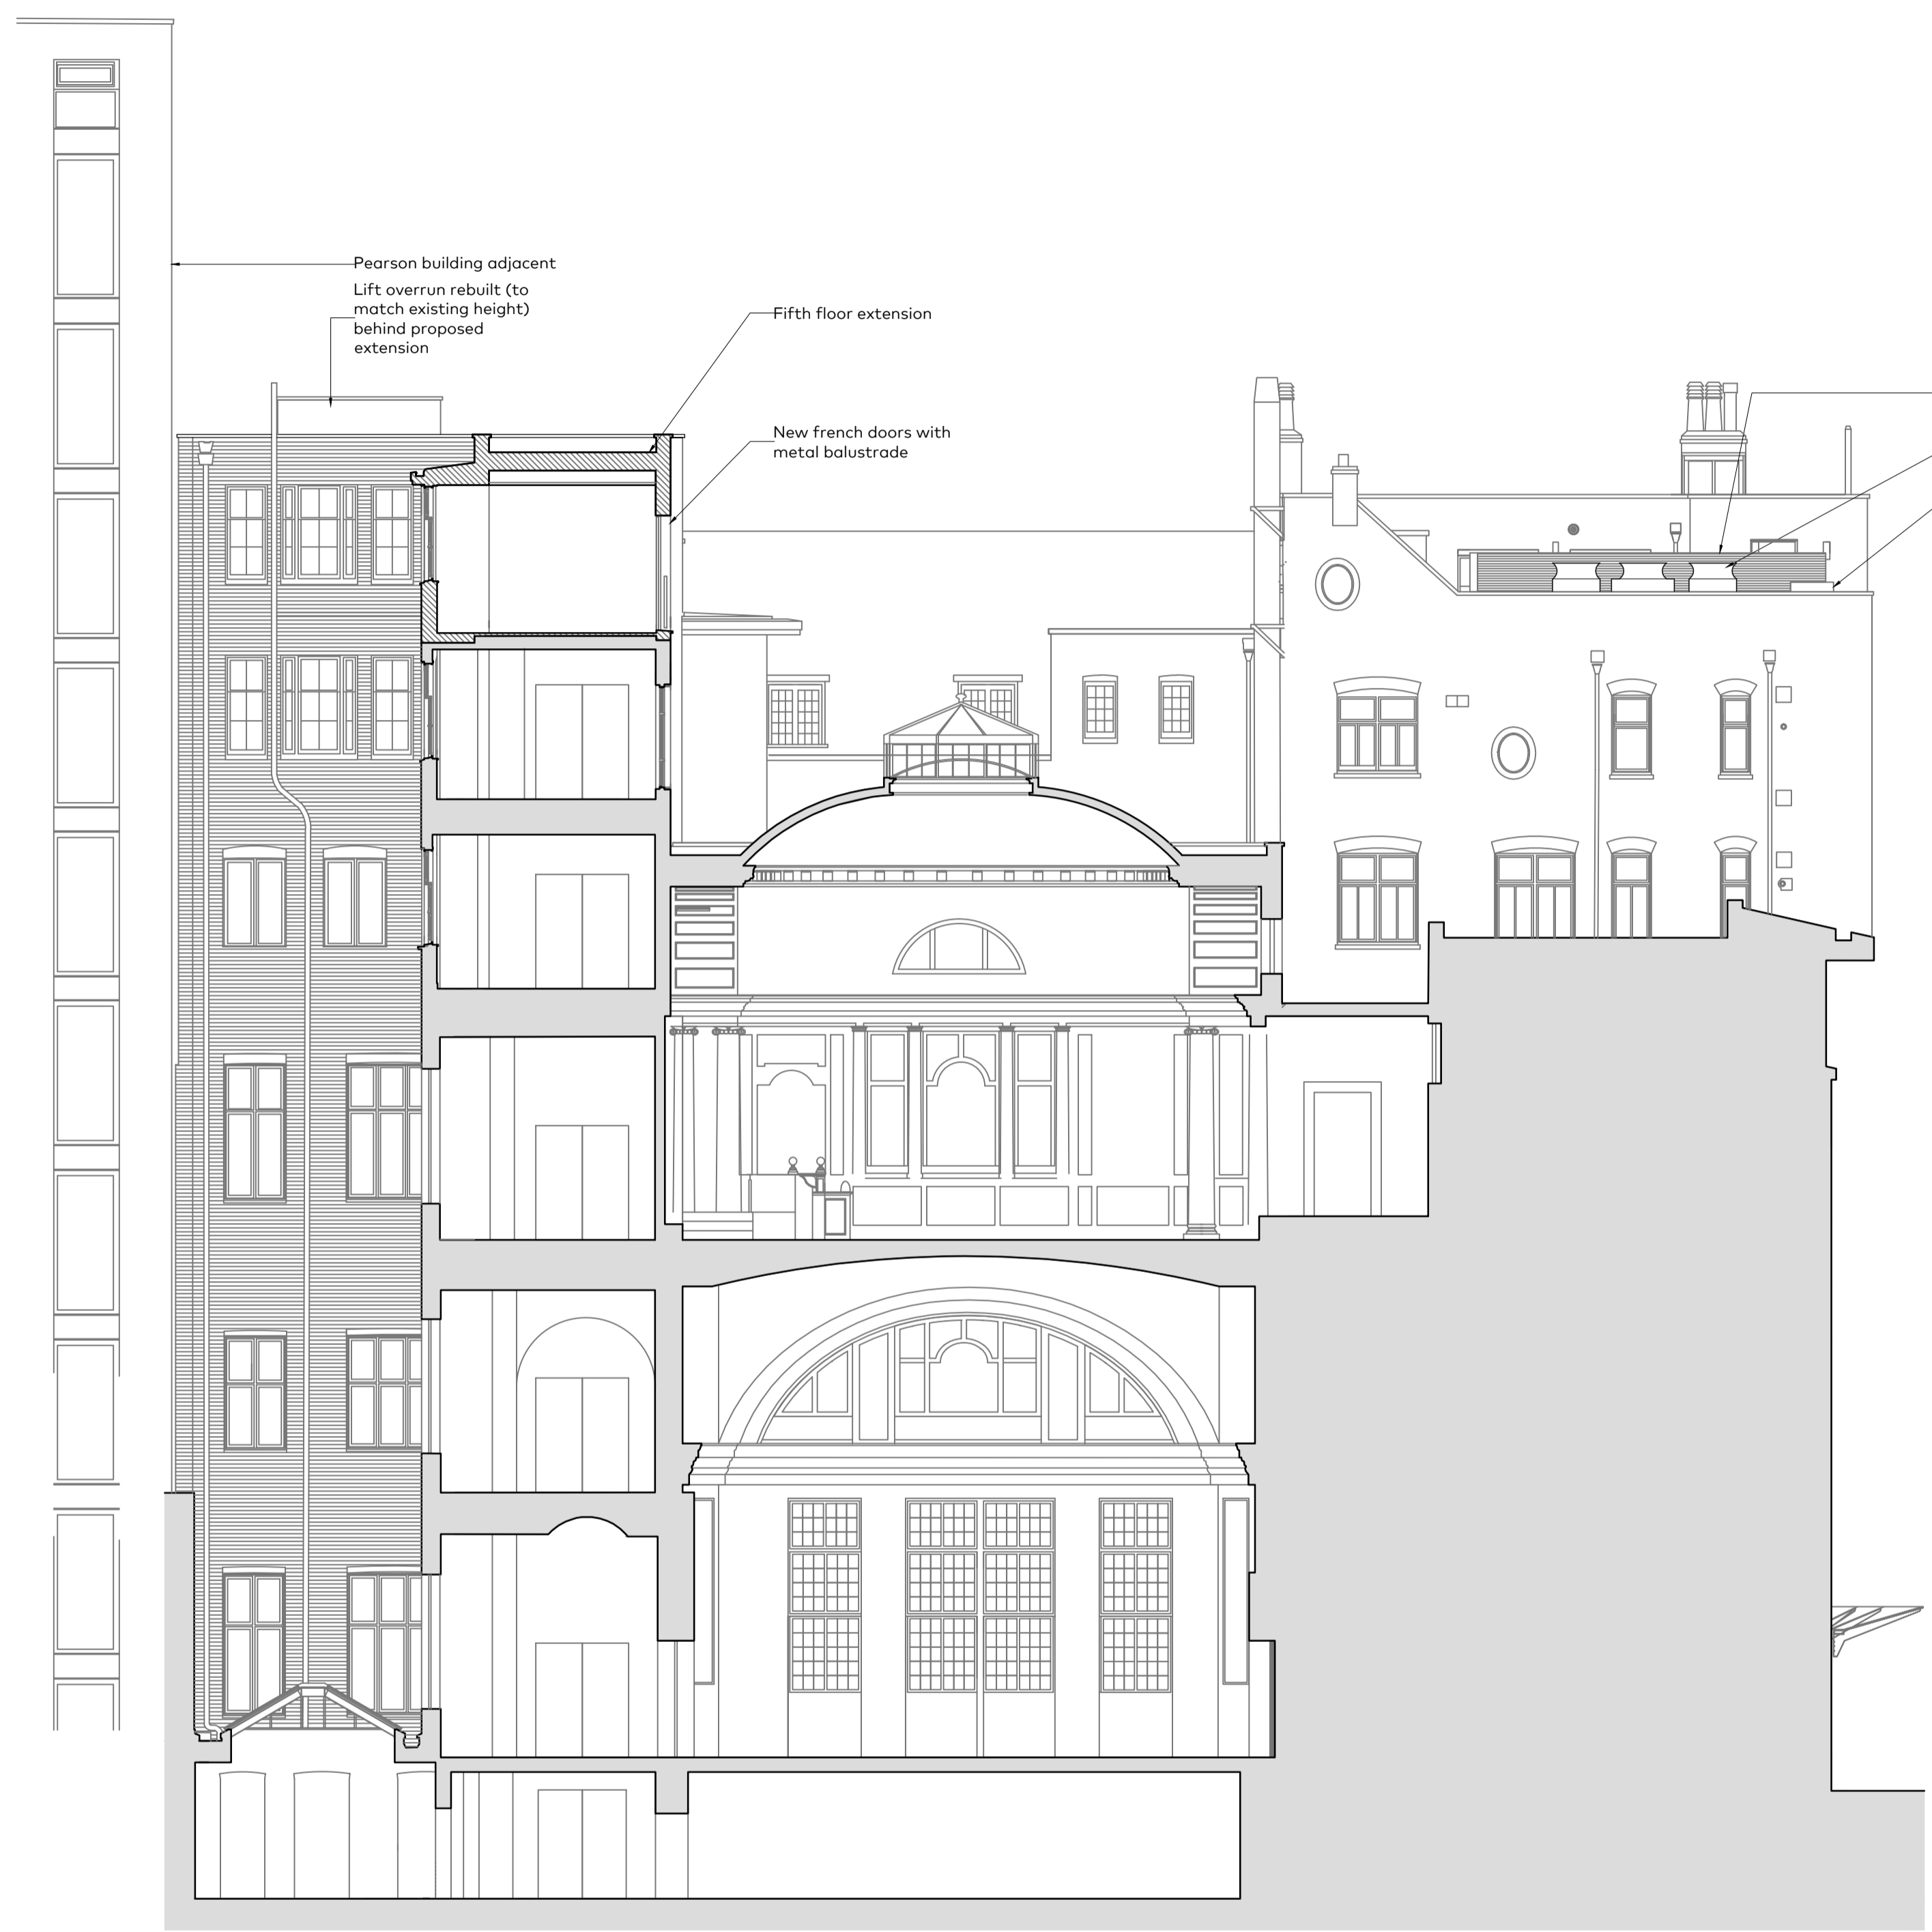 Pearson building adjacent
Lift overrun rebuilt (to
match existing height)
behind proposed
extension
Fifth floor extension
New french doors with
metal balustrade